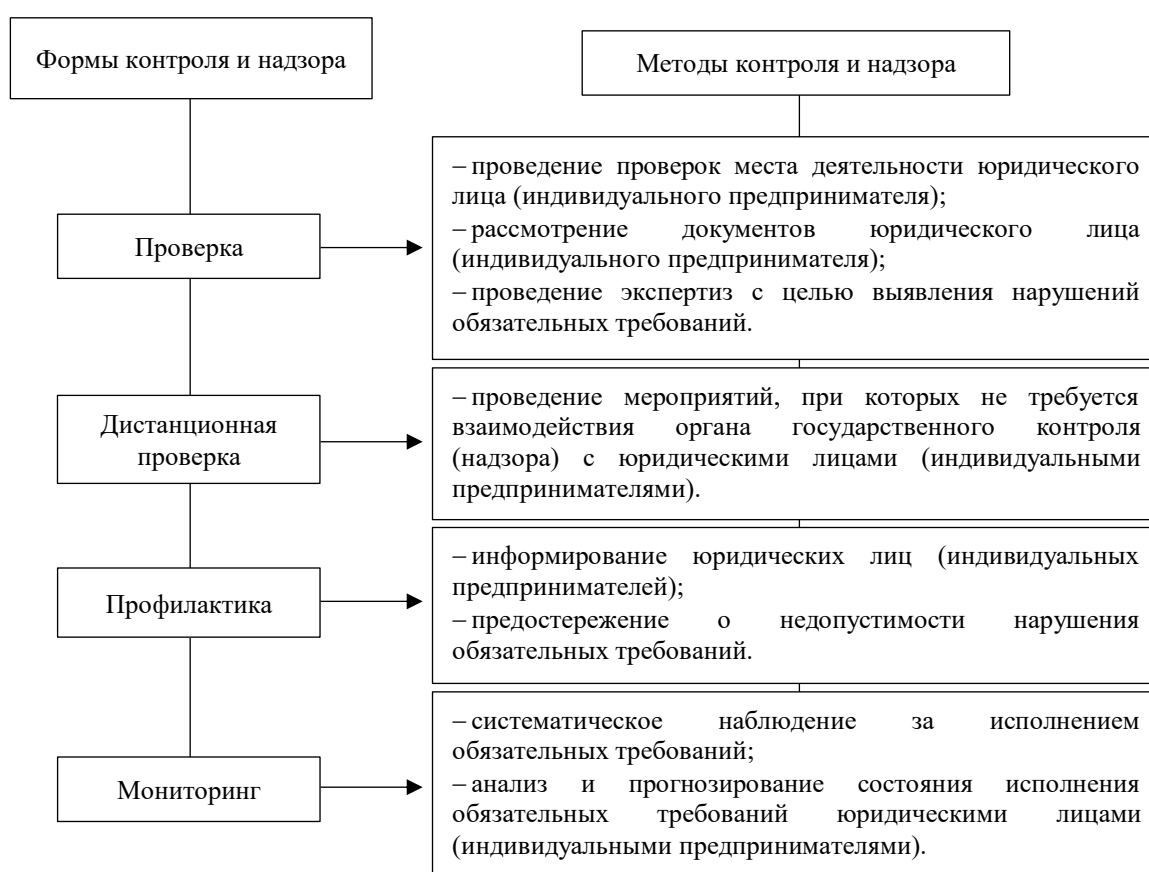 Формы контроля и надзора
Методы контроля и надзора
Проверка
– проведение проверок места деятельности юридического
лица (индивидуального предпринимателя);
– рассмотрение документов юридического лица
(индивидуального предпринимателя);
– проведение экспертиз с целью выявления нарушений
обязательных требований.
Дистанционная
проверка
– проведение мероприятий, при которых не требуется
взаимодействия органа государственного контроля
(надзора) с юридическими лицами (индивидуальными
предпринимателями).
Профилактика
– информирование юридических лиц (индивидуальных
предпринимателей);
– предостережение о недопустимости нарушения
обязательных требований.
Мониторинг
– систематическое наблюдение за исполнением
обязательных требований;
– анализ и прогнозирование состояния исполнения
обязательных требований юридическими лицами
(индивидуальными предпринимателями).